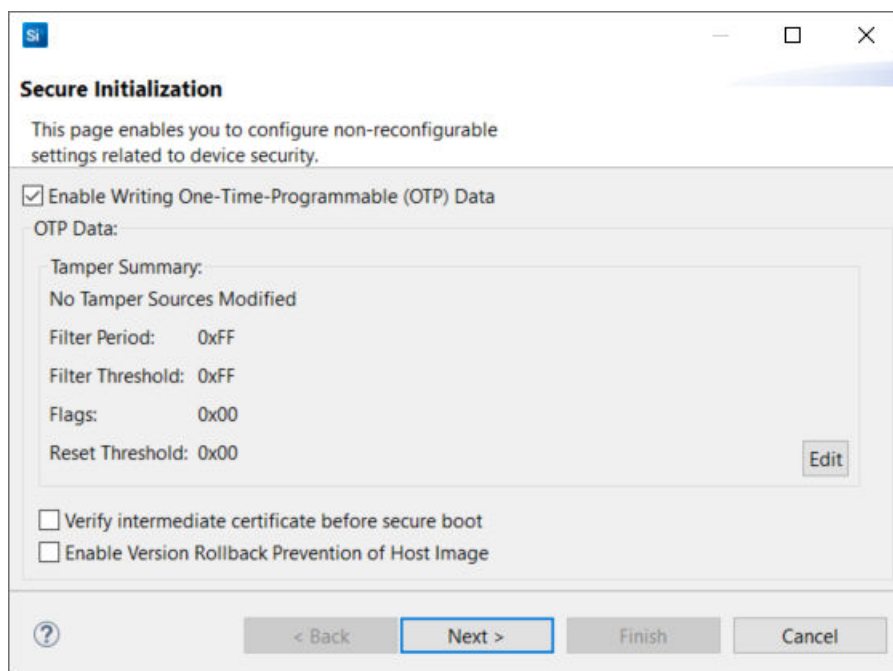 Si
Secure Initialization
This page enables you to configure non-reconfigurable
settings related to device security.
Enable Writing One-Time-Programmable (OTP) Data
OTP Data:
Tamper Summary:
No Tamper Sources Modified
Filter Period: 0xFF
Filter Threshold: 0xFF
Flags: 0x00
Reset Threshold: 0x00
Edit
Verify intermediate certificate before secure boot
Enable Version Rollback Prevention of Host Image
? < Back Next > Finish Cancel